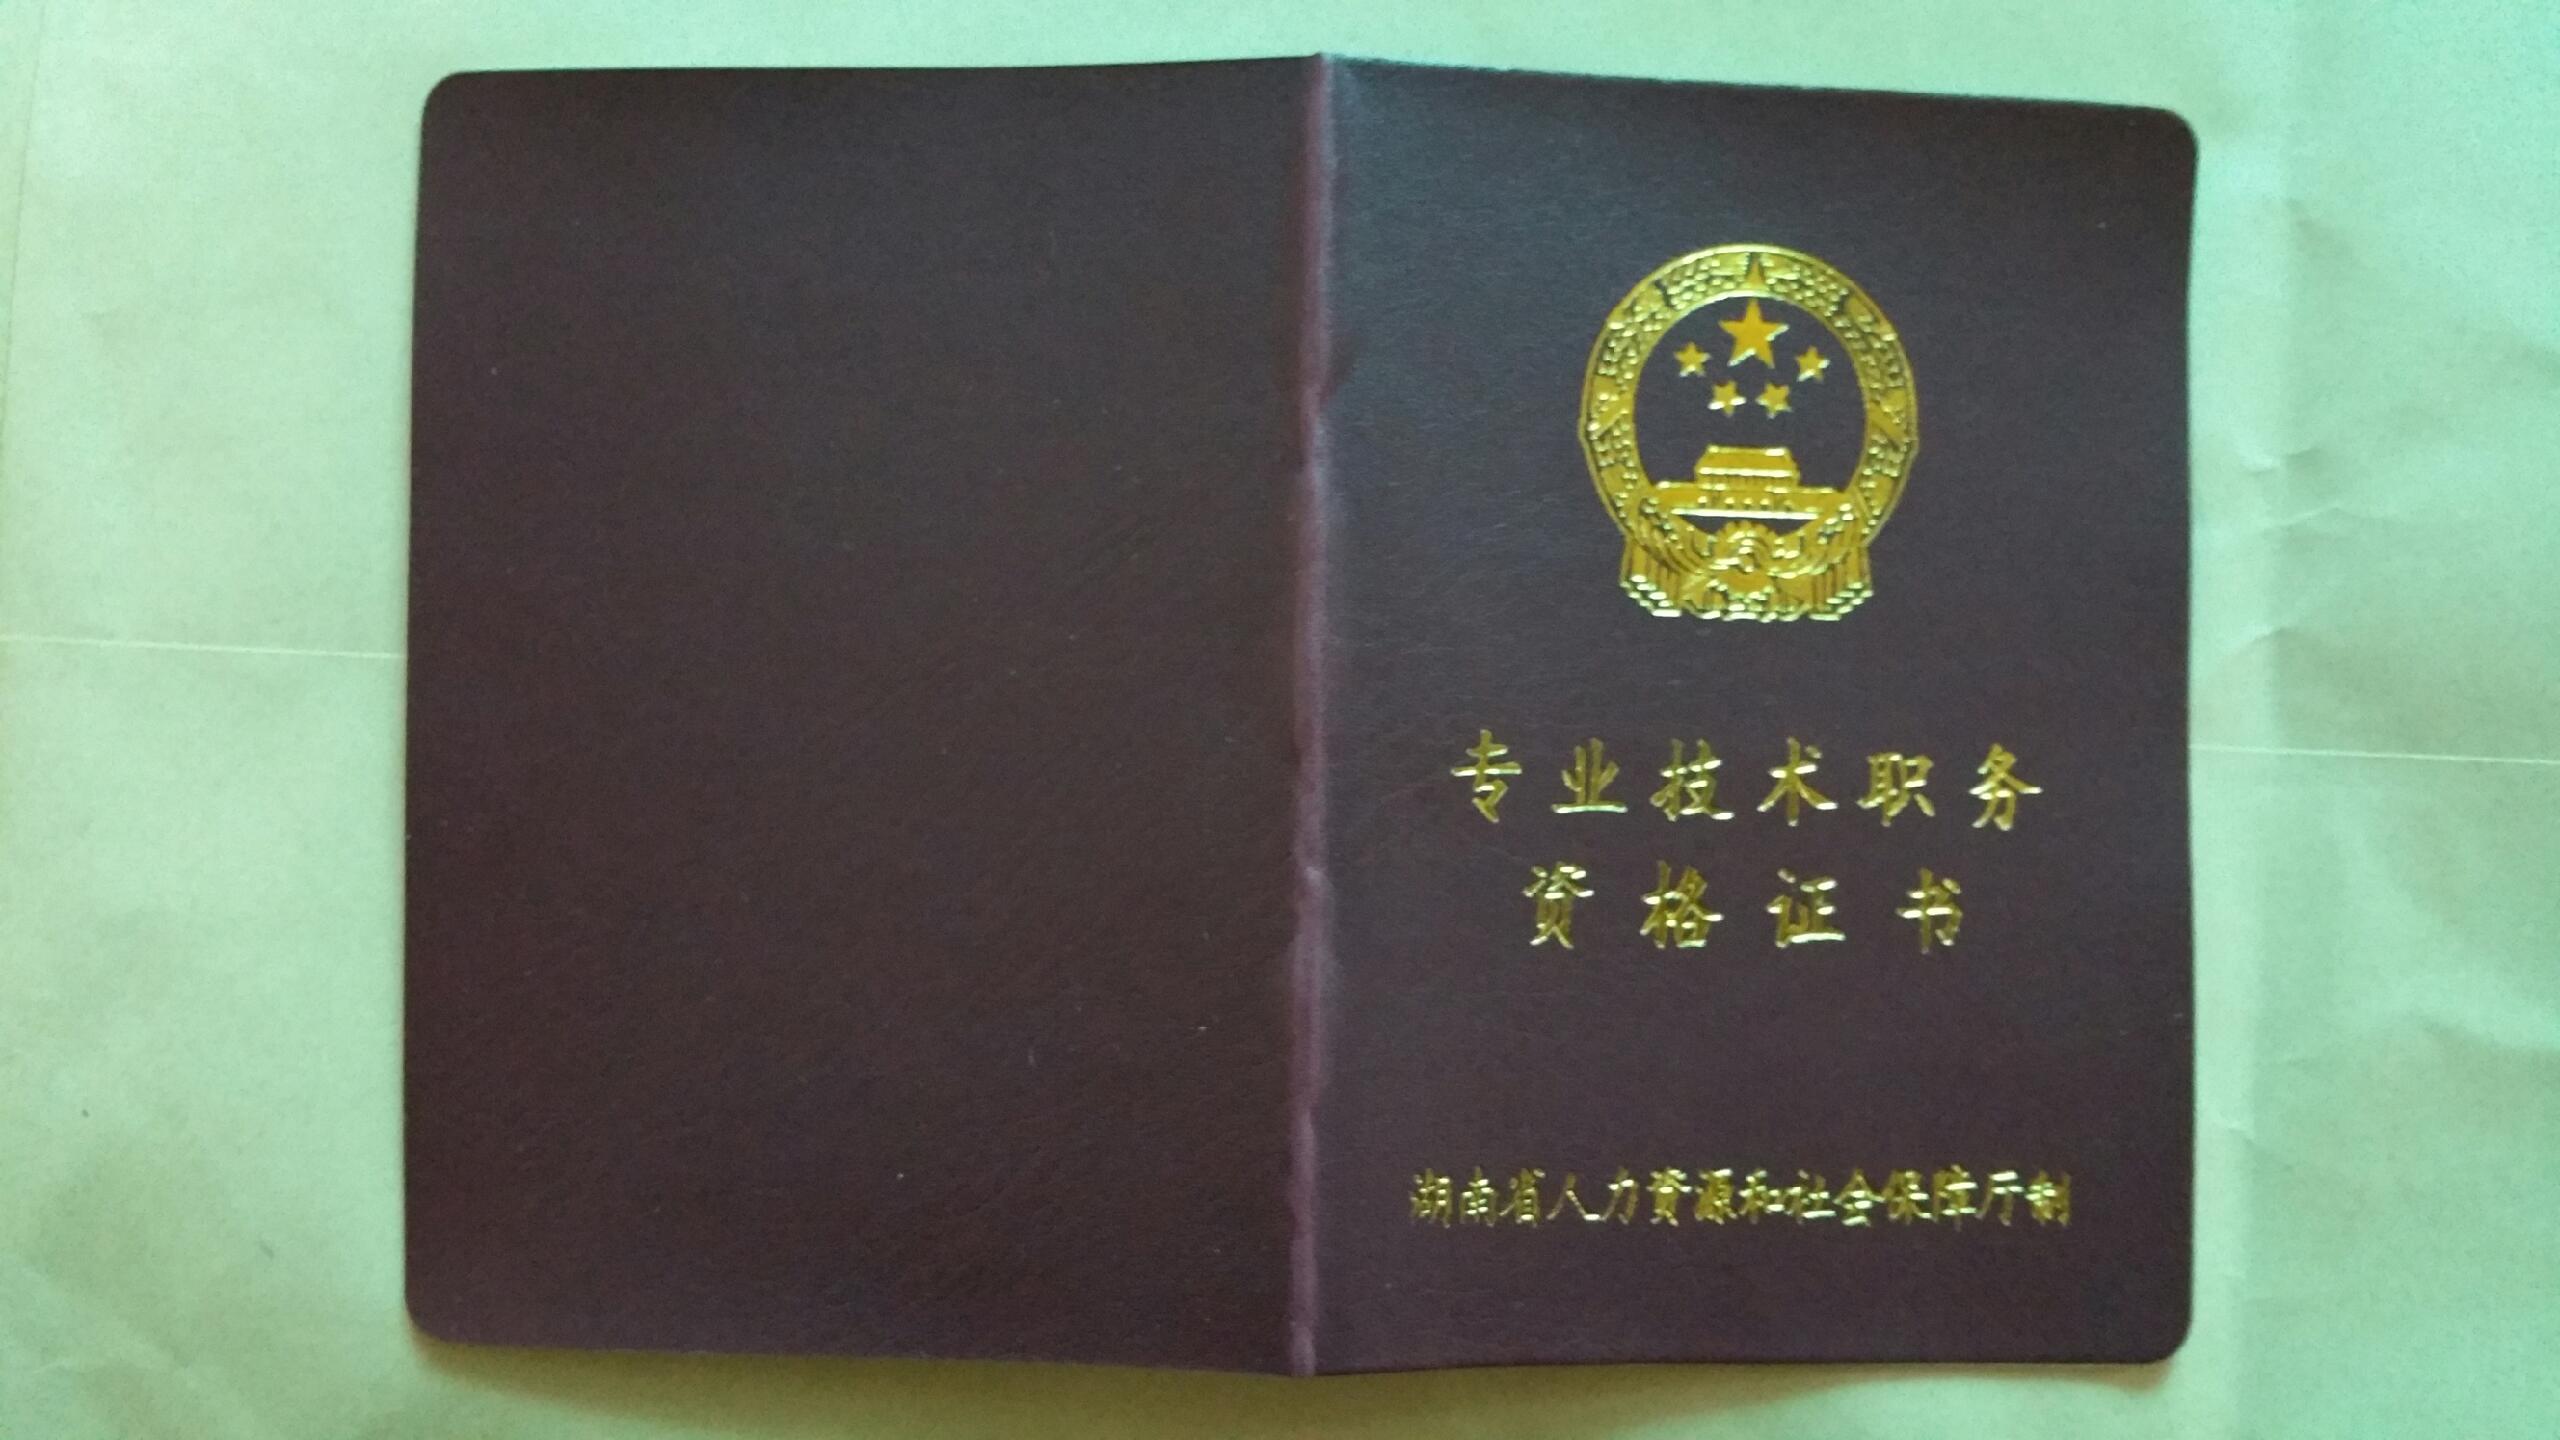 专业技术职务
资格证书
湖南省人力资源和社会保障厅制